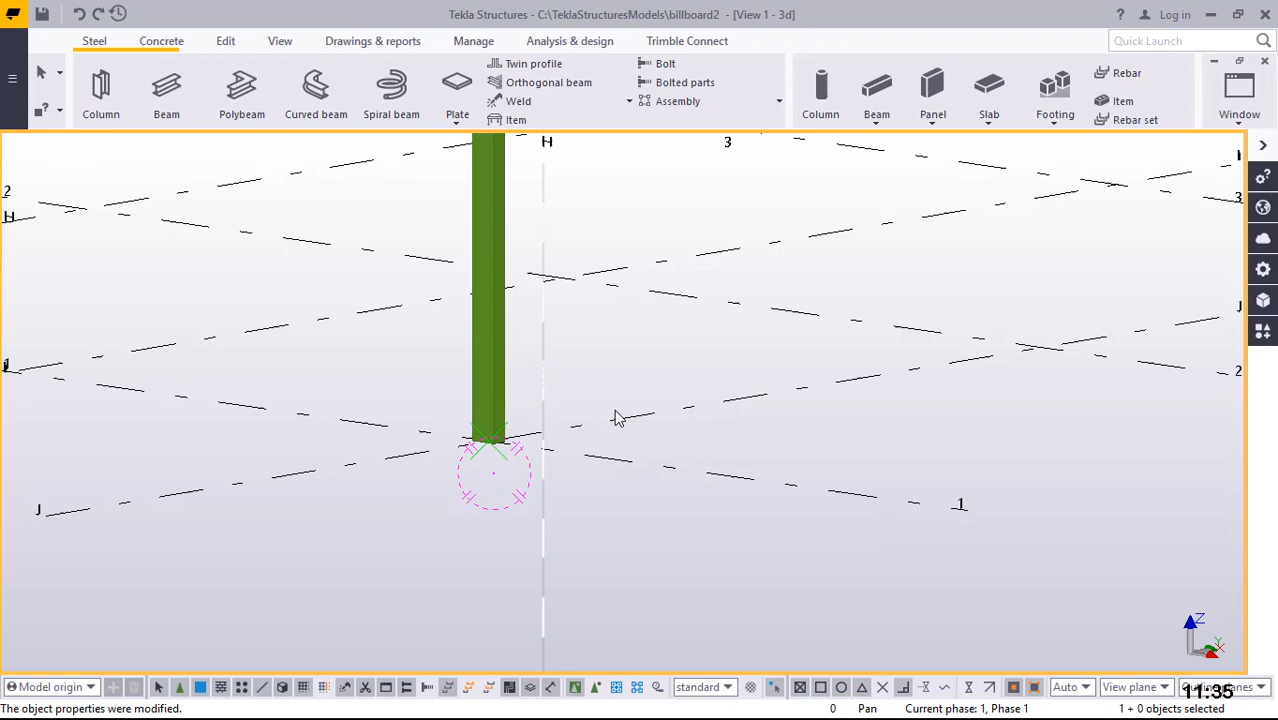 Tekla Structures - C:\TeklaStructuresModels\billboard2 - [View 1 - 3d]
Log in
Steel Concrete Edit View Drawings & reports Manage Analysis & design Trimble Connect Quick Launch
Twin profile Bolt Rebar
Orthogonal beam Bolted parts
Weld Assembly Item
Item Rebar set
Column Beam Polybeam Curved beam Spiral beam Plate Column Beam Panel Slab Footing Window
H 3
1
2
3
H
J
1
2
J
1
Z
Y
X
Model origin standard Auto View plane Outline planes
11:35
The object properties were modified. 0 Pan Current phase: 1, Phase 1 1 + 0 objects selected